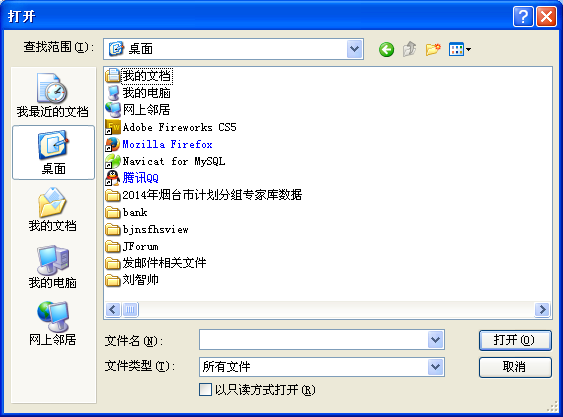 打开
查找范围(I):
桌面
我最近的文档
桌面
我的文档
我的电脑
网上邻居
我的文档
我的电脑
网上邻居
Adobe Fireworks CS5
Mozilla Firefox
Navicat for MySQL
腾讯QQ
2014年烟台市计划分组专家库数据
bank
bjnsfhsview
JForum
发邮件相关文件
刘智帅
文件名(N):
打开(O)
文件类型(T):
所有文件
取消
以只读方式打开(R)